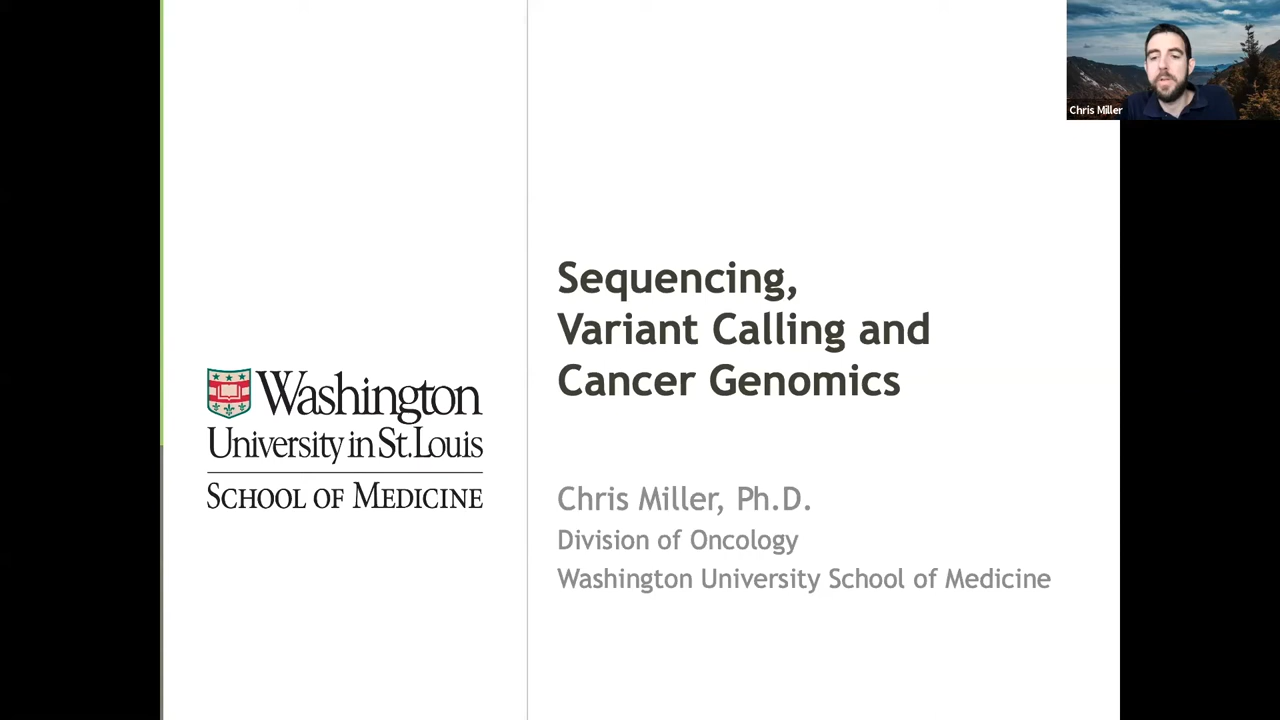 Chris Miller
Sequencing,
Variant Calling and
Cancer Genomics
Washington
University in St. Louis
SCHOOL OF MEDICINE
Chris Miller, Ph.D.
Division of Oncology
Washington University School of Medicine